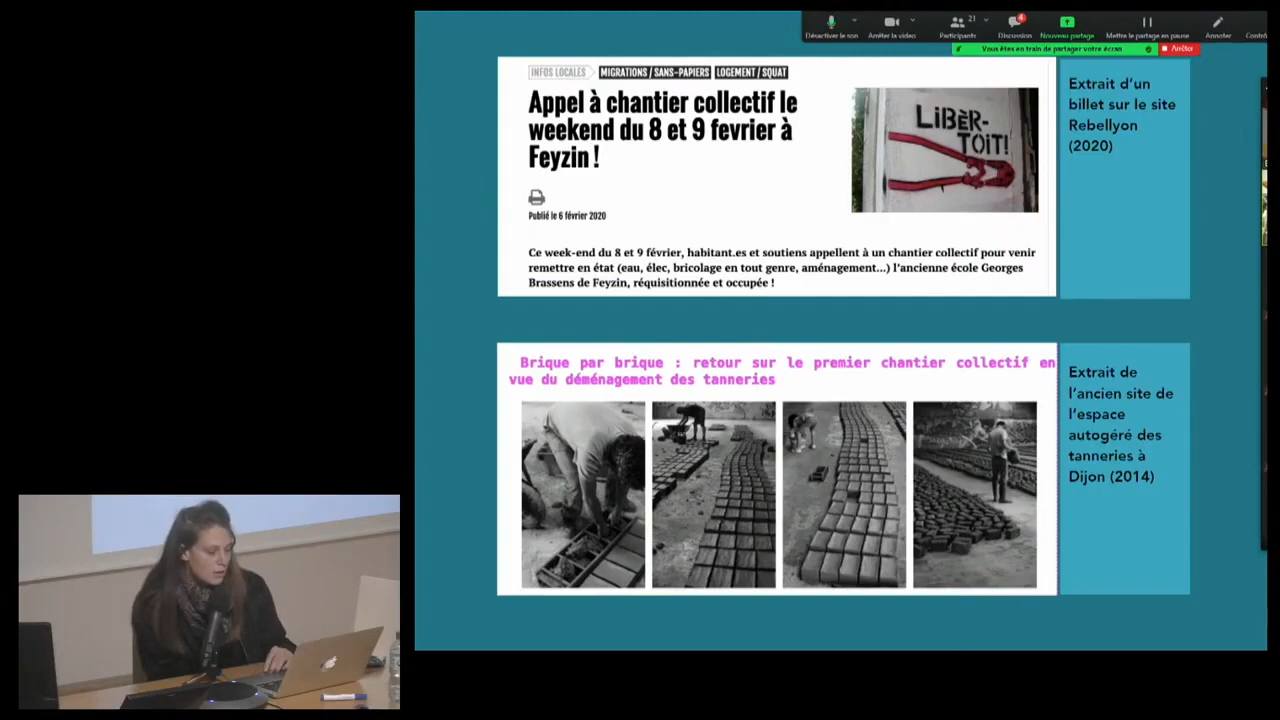 21
4
Désactiver le son
Arrêter la vidéo
Participants
Discussion
Nouveau partage
Mettre le partage en pause
Annoter
Vous êtes en train de partager votre écran
Arrêter
INFOS LOCALES
MIGRATIONS / SANS-PAPIERS
LOGEMENT / SQUAT
Appel à chantier collectif le
weekend du 8 et 9 fevrier à
Feyzin !
Publié le 6 février 2020
LiBÈR-
TOiT!
Ce week-end du 8 et 9 février, habitant.es et soutiens appellent à un chantier collectif pour venir
remettre en état (eau, élec, bricolage en tout genre, aménagement...) l'ancienne école Georges
Brassens de Feyzin, réquisitionnée et occupée !
Extrait d'un
billet sur le site
Rebellyon
(2020)
Brique par brique : retour sur le premier chantier collectif en
vue du déménagement des tanneries
Extrait de
l'ancien site de
l'espace
autogéré des
tanneries à
Dijon (2014)